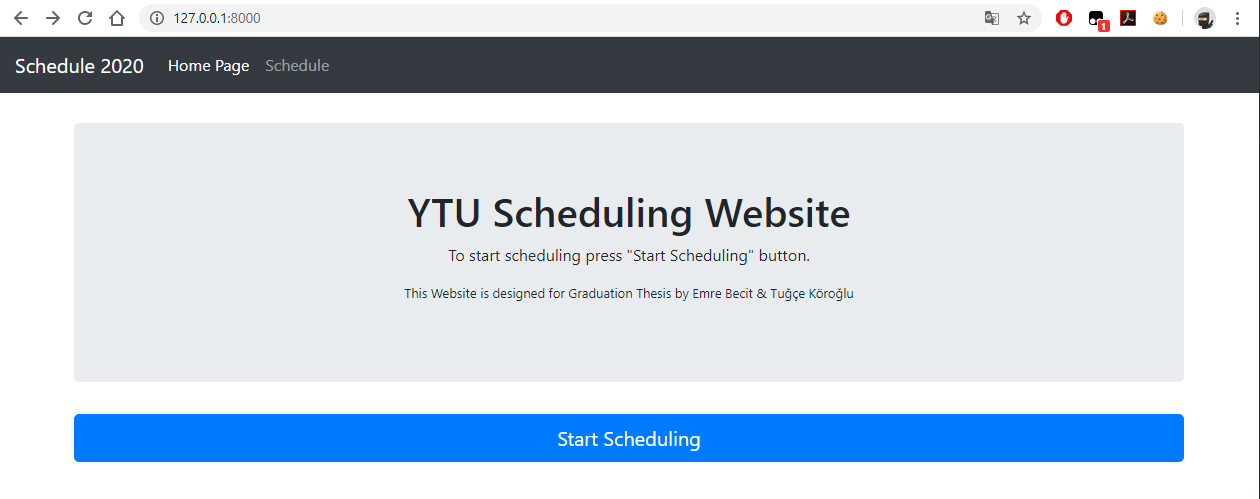 127.0.0.1:8000
1
Schedule 2020 Home Page Schedule
YTU Scheduling Website
To start scheduling press "Start Scheduling" button.
This Website is designed for Graduation Thesis by Emre Becit & Tuğçe Köroğlu
Start Scheduling